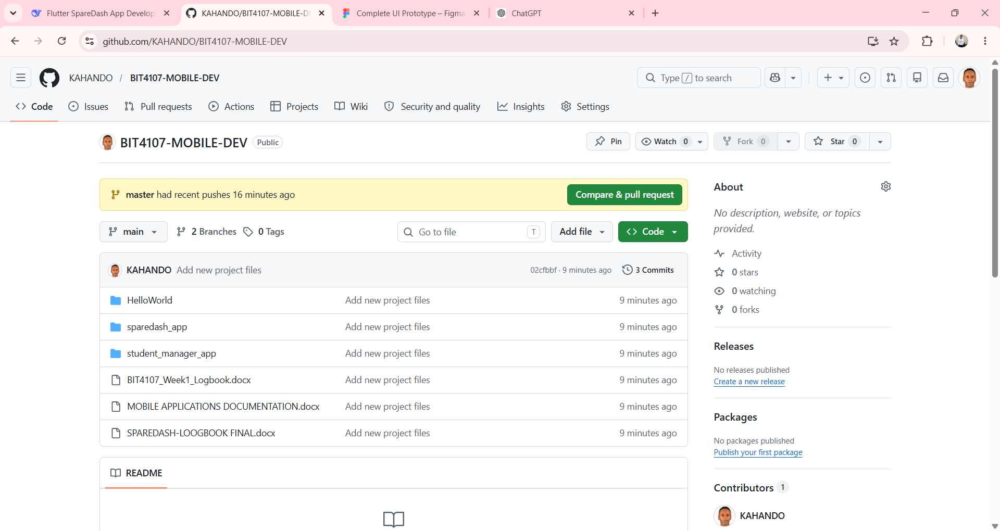 Flutter SpareDash App Develop
KAHANDO/BIT4107-MOBILE-DE
Complete UI Prototype – Figma
ChatGPT
github.com/KAHANDO/BIT4107-MOBILE-DEV
KAHANDO / BIT4107-MOBILE-DEV
Type / to search
Code
Issues
Pull requests
Actions
Projects
Wiki
Security and quality
Insights
Settings
BIT4107-MOBILE-DEV
Public
Pin
Watch 0
Fork 0
Star 0
master had recent pushes 16 minutes ago
Compare & pull request
main
2 Branches
0 Tags
Go to file
T
Add file
Code
KAHANDO Add new project files
02cfbbf · 9 minutes ago
3 Commits
HelloWorld Add new project files 9 minutes ago
sparedash_app Add new project files 9 minutes ago
student_manager_app Add new project files 9 minutes ago
BIT4107_Week1_Logbook.docx Add new project files 9 minutes ago
MOBILE APPLICATIONS DOCUMENTATION.docx Add new project files 9 minutes ago
SPAREDASH-LOOGBOOK FINAL.docx Add new project files 9 minutes ago
README
About
No description, website, or topics
provided.
Activity
0 stars
0 watching
0 forks
Releases
No releases published
Create a new release
Packages
No packages published
Publish your first package
Contributors 1
KAHANDO